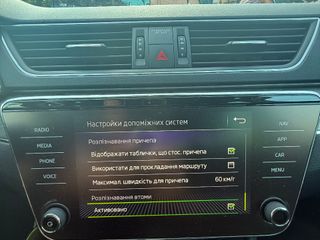 Настройки допоміжних систем
RADIO
MEDIA
PHONE
VOICE
Розпізнавання причепа
Відображати таблички, що стос. причепа
Використати для прокладання маршруту
Максимал. швидкість для причепа 60 км/г
Розпізнавання втоми
Активовано
NAV
APP
CAR
MENU